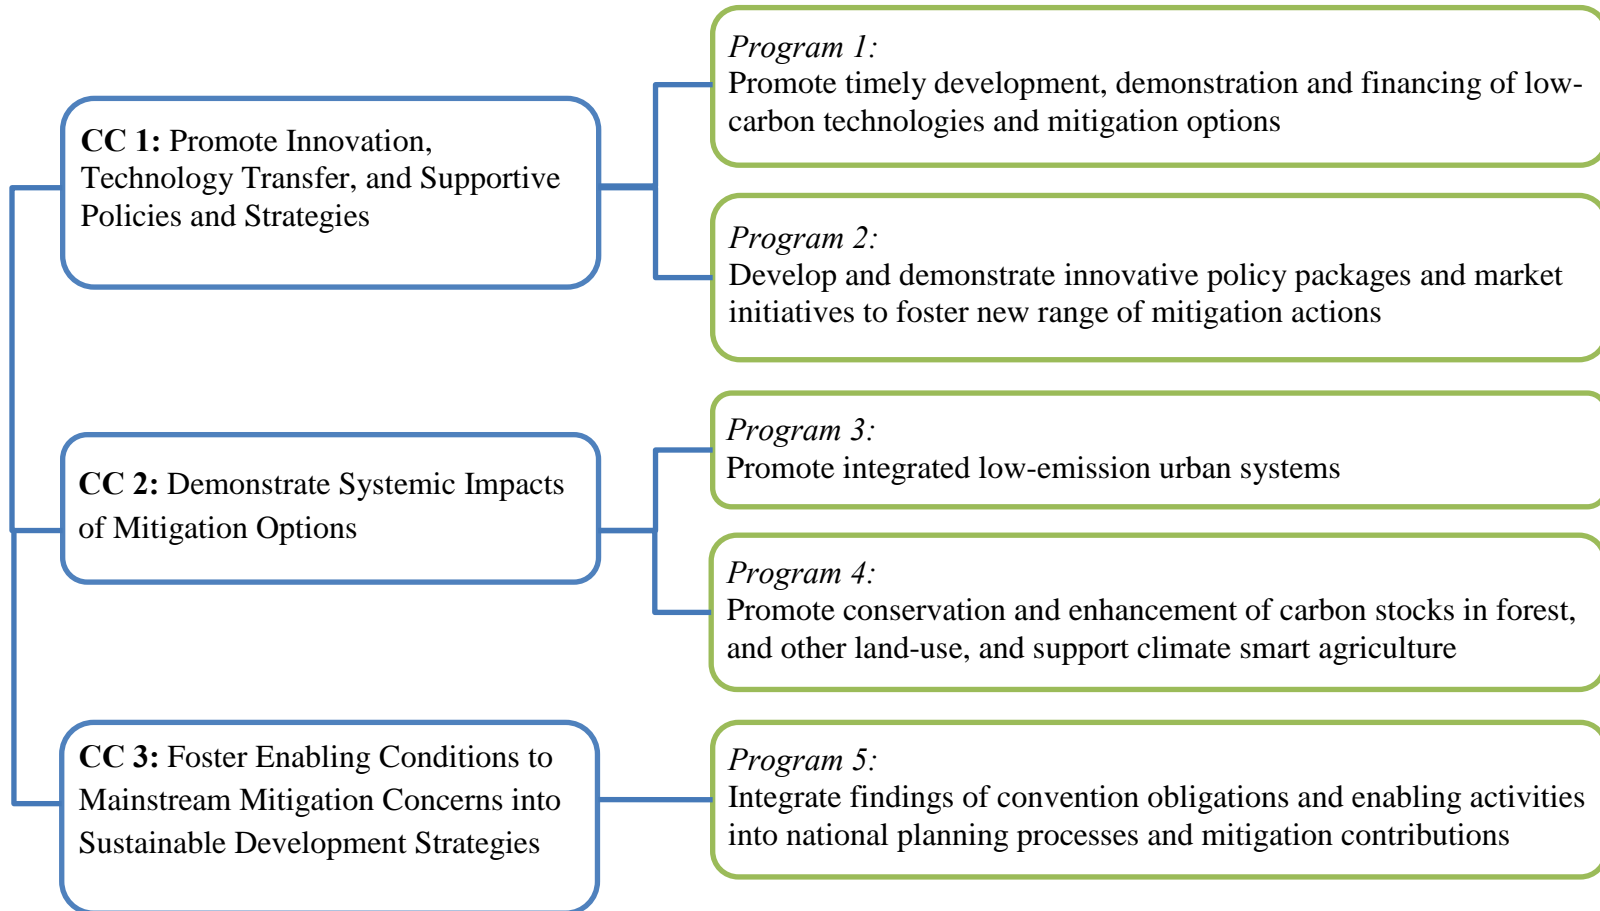 CC 1: Promote Innovation,
Technology Transfer, and Supportive
Policies and Strategies
Program 1:
Promote timely development, demonstration and financing of low-
carbon technologies and mitigation options
Program 2:
Develop and demonstrate innovative policy packages and market
initiatives to foster new range of mitigation actions
CC 2: Demonstrate Systemic Impacts
of Mitigation Options
Program 3:
Promote integrated low-emission urban systems
Program 4:
Promote conservation and enhancement of carbon stocks in forest,
and other land-use, and support climate smart agriculture
CC 3: Foster Enabling Conditions to
Mainstream Mitigation Concerns into
Sustainable Development Strategies
Program 5:
Integrate findings of convention obligations and enabling activities
into national planning processes and mitigation contributions